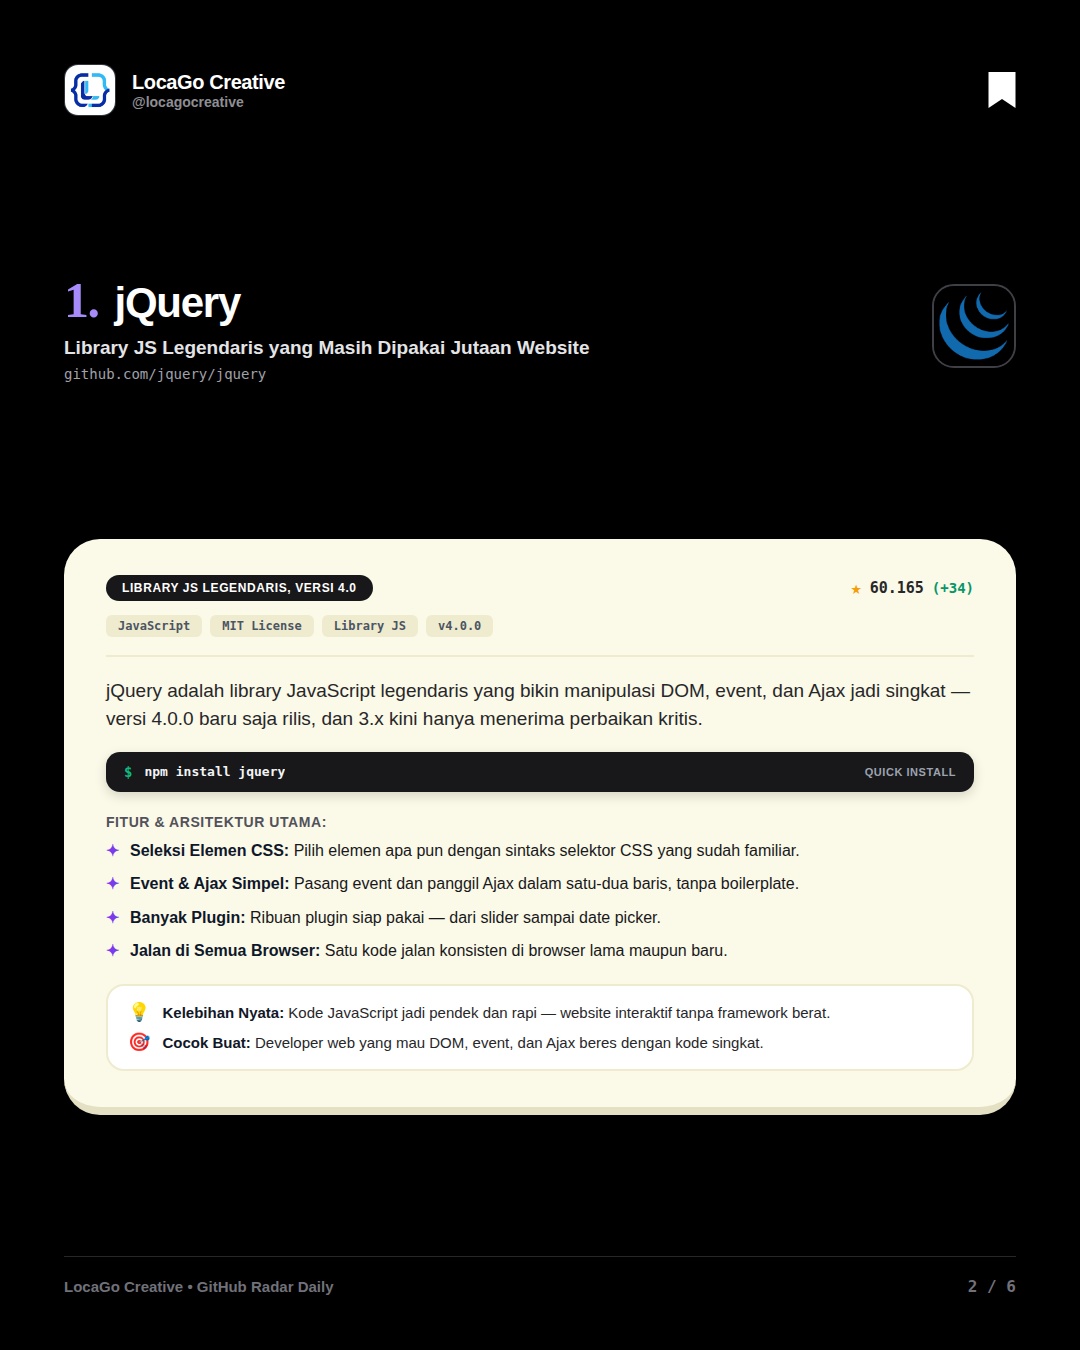 LocaGo Creative
@locagocreative
1. jQuery
Library JS Legendaris yang Masih Dipakai Jutaan Website
github.com/jquery/jquery
LIBRARY JS LEGENDARIS, VERSI 4.0
★ 60.165 (+34)
JavaScript MIT License Library JS v4.0.0
jQuery adalah library JavaScript legendaris yang bikin manipulasi DOM, event, dan Ajax jadi singkat —
versi 4.0.0 baru saja rilis, dan 3.x kini hanya menerima perbaikan kritis.
$ npm install jquery
QUICK INSTALL
FITUR & ARSITEKTUR UTAMA:
✦ Seleksi Elemen CSS: Pilih elemen apa pun dengan sintaks selektor CSS yang sudah familiar.
✦ Event & Ajax Simpel: Pasang event dan panggil Ajax dalam satu-dua baris, tanpa boilerplate.
✦ Banyak Plugin: Ribuan plugin siap pakai — dari slider sampai date picker.
✦ Jalan di Semua Browser: Satu kode jalan konsisten di browser lama maupun baru.
💡 Kelebihan Nyata: Kode JavaScript jadi pendek dan rapi — website interaktif tanpa framework berat.
🎯 Cocok Buat: Developer web yang mau DOM, event, dan Ajax beres dengan kode singkat.
LocaGo Creative • GitHub Radar Daily
2 / 6